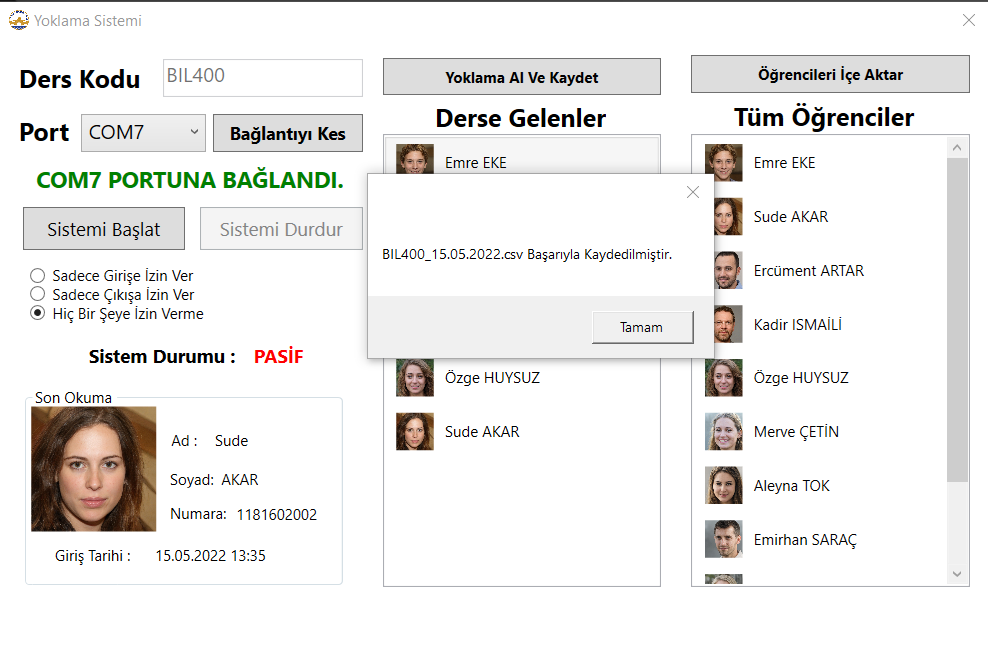 Yoklama Sistemi
Ders Kodu
BIL400
Port
COM7
Bağlantıyı Kes
COM7 PORTUNA BAĞLANDI.
Sistemi Başlat
Sistemi Durdur
Sadece Girişe İzin Ver
Sadece Çıkışa İzin Ver
Hiç Bir Şeye İzin Verme
Sistem Durumu : PASİF
Son Okuma
Ad : Sude
Soyad: AKAR
Numara: 1181602002
Giriş Tarihi : 15.05.2022 13:35
Yoklama Al Ve Kaydet
Derse Gelenler
Emre EKE
Özge HUYSUZ
Sude AKAR
BIL400_15.05.2022.csv Başarıyla Kaydedilmiştir.
Tamam
Öğrencileri İçe Aktar
Tüm Öğrenciler
Emre EKE
Sude AKAR
Ercüment ARTAR
Kadir ISMAİLİ
Özge HUYSUZ
Merve ÇETİN
Aleyna TOK
Emirhan SARAÇ